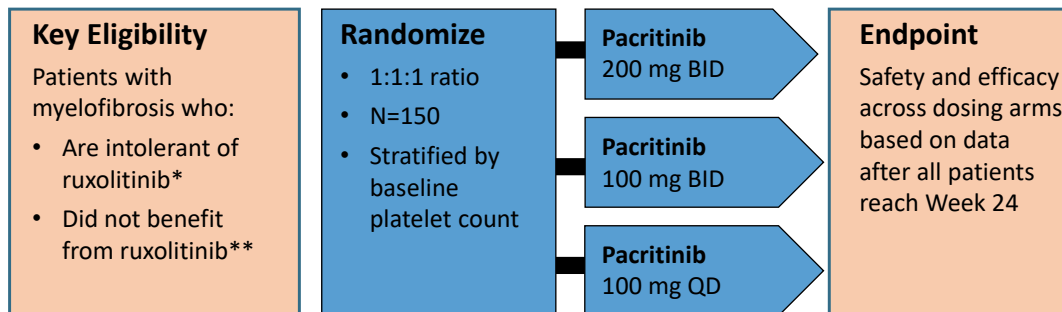 Key Eligibility
Patients with
myelofibrosis who:
• Are intolerant of
ruxolitinib*
• Did not benefit
from ruxolitinib**
Randomize
• 1:1:1 ratio
• N=150
• Stratified by
baseline
platelet count
Pacritinib
200 mg BID
Pacritinib
100 mg BID
Pacritinib
100 mg QD
Endpoint
Safety and efficacy
across dosing arms
based on data
after all patients
reach Week 24